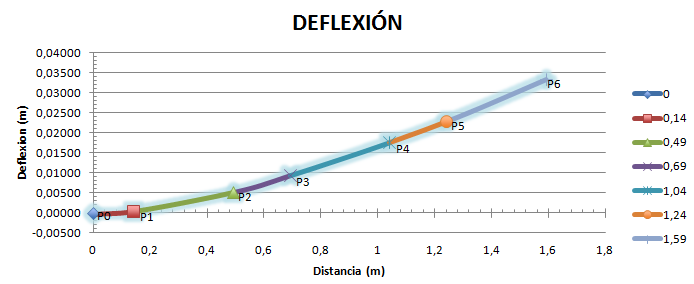 DEFLEXIÓN
Deflexion (m)
0,04000
0,03500
0,03000
0,02500
0,02000
0,01500
0,01000
0,00500
0,00000
-0,00500
P0
P1
P2
P3
P4
P5
P6
0
0,2
0,4
0,6
0,8
1
1,2
1,4
1,6
1,8
Distancia (m)
0
0,14
0,49
0,69
1,04
1,24
1,59